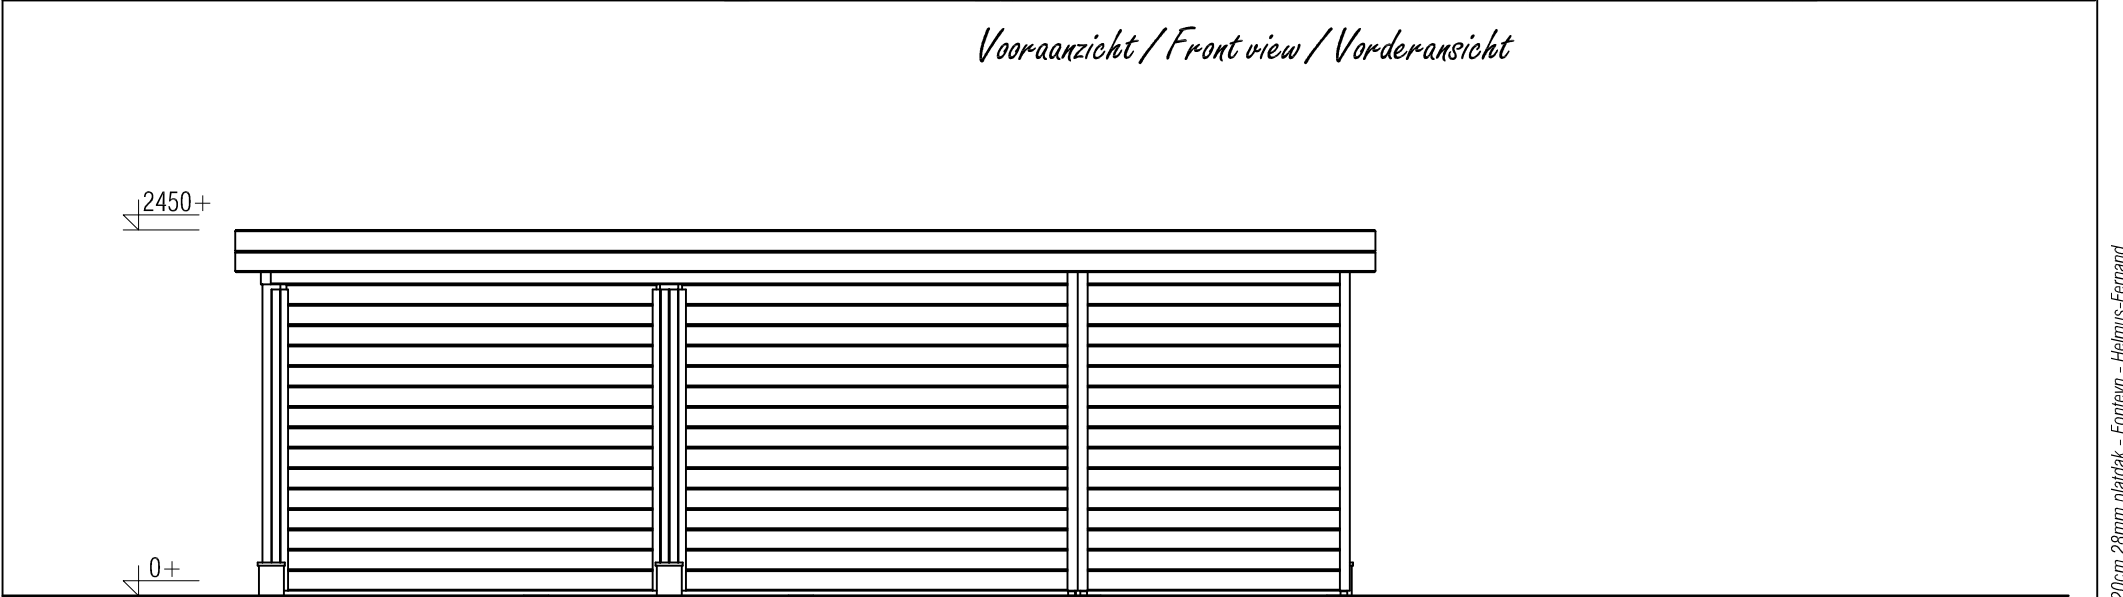 Vooraanzicht / Front view / Vorderansicht
2450+
0+
28mm platdak - Fonteyn - Helmus-Fernand